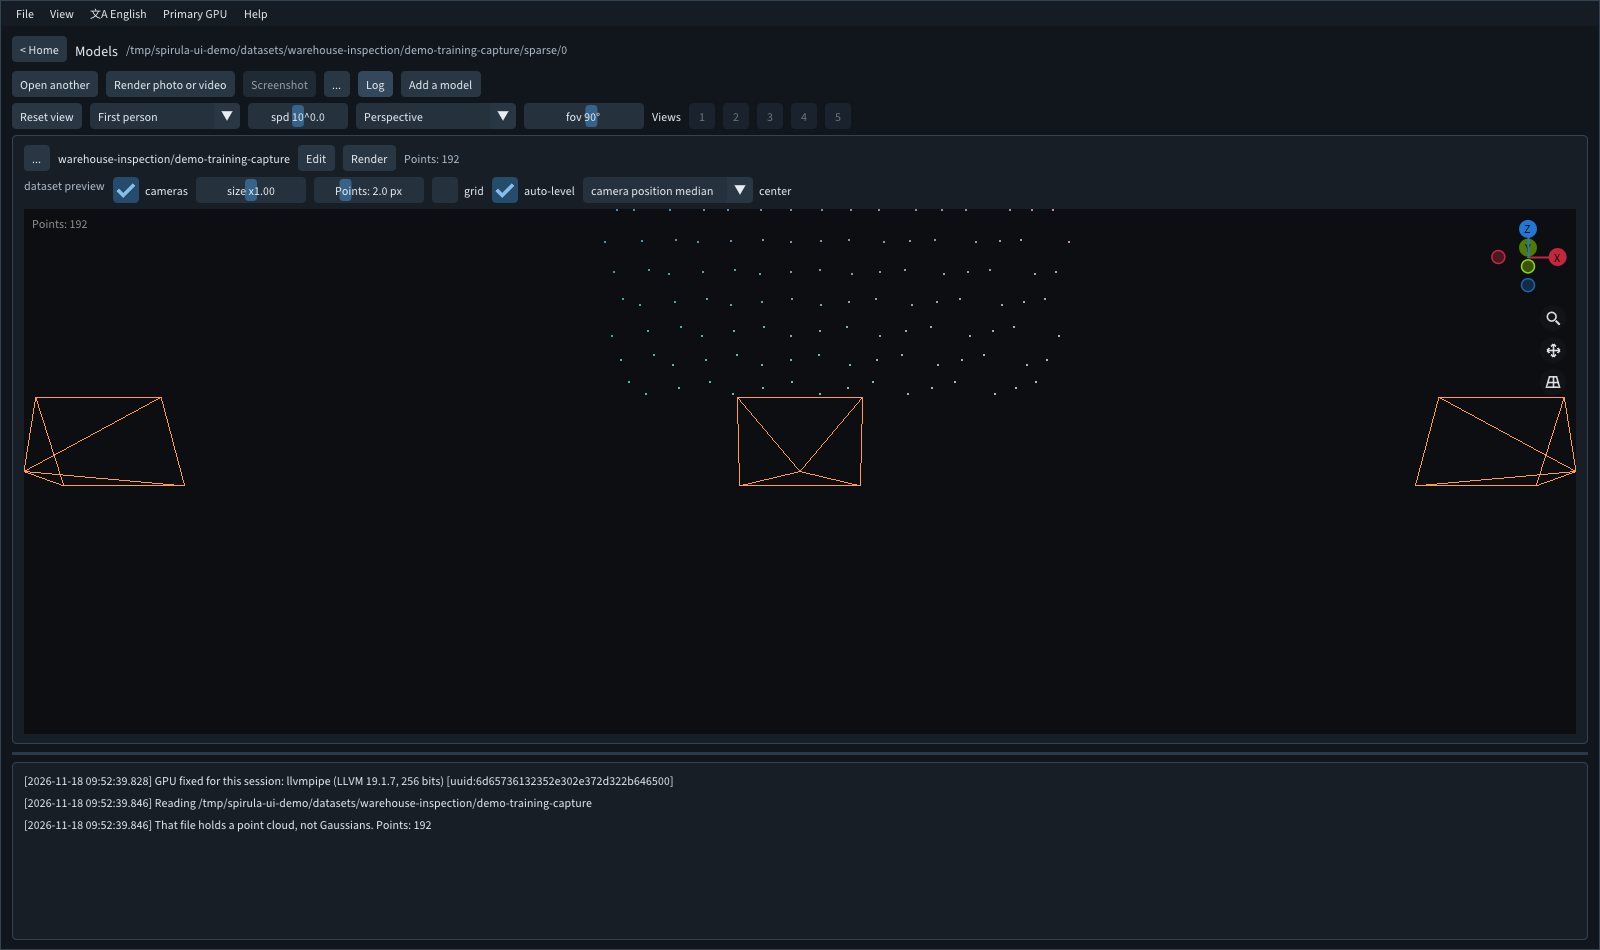 File View 文A English Primary GPU Help
< Home Models /tmp/spirula-ui-demo/datasets/warehouse-inspection/demo-training-capture/sparse/0
Open another Render photo or video Screenshot ... Log Add a model
Reset view First person spd 10^0.0 Perspective fov 90° Views 1 2 3 4 5
... warehouse-inspection/demo-training-capture Edit Render Points: 192
dataset preview cameras size x1.00 Points: 2.0 px grid auto-level camera position median center
Points: 192
Z
Y
X
[2026-11-18 09:52:39.828] GPU fixed for this session: llvmpipe (LLVM 19.1.7, 256 bits) [uuid:6d65736132352e302e372d322b646500]
[2026-11-18 09:52:39.846] Reading /tmp/spirula-ui-demo/datasets/warehouse-inspection/demo-training-capture
[2026-11-18 09:52:39.846] That file holds a point cloud, not Gaussians. Points: 192